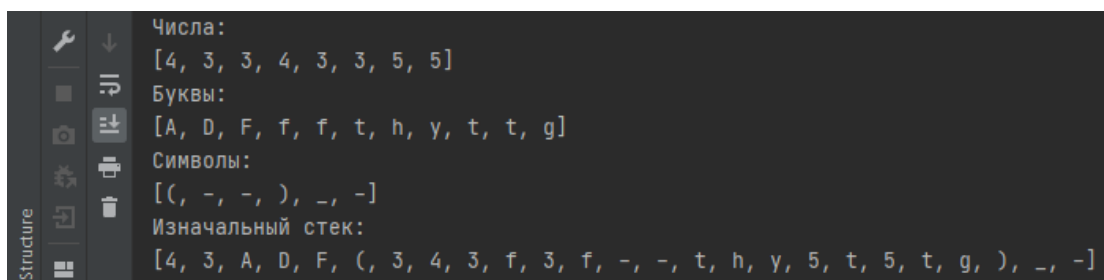 Числа:
[4, 3, 3, 4, 3, 3, 5, 5]
Буквы:
[A, D, F, f, f, t, h, y, t, t, g]
Символы:
[(, -, -, ), _, -]
Изначальный стек:
[4, 3, A, D, F, (, 3, 4, 3, f, 3, f, -, -, t, h, y, 5, t, 5, t, g, ), _, -]
Structure